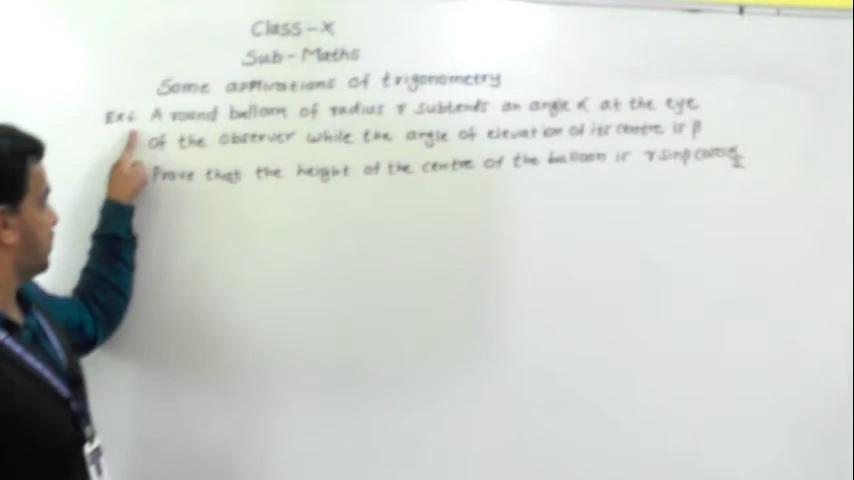 Class-X
Sub-Maths
Some applications of trigonometry
Ex: A round balloon of radius r subtends an angle α at the eye
of the observer while the angle of elevation of its centre is β
Prove that the height of the centre of the balloon is r sinβ cosec α/2